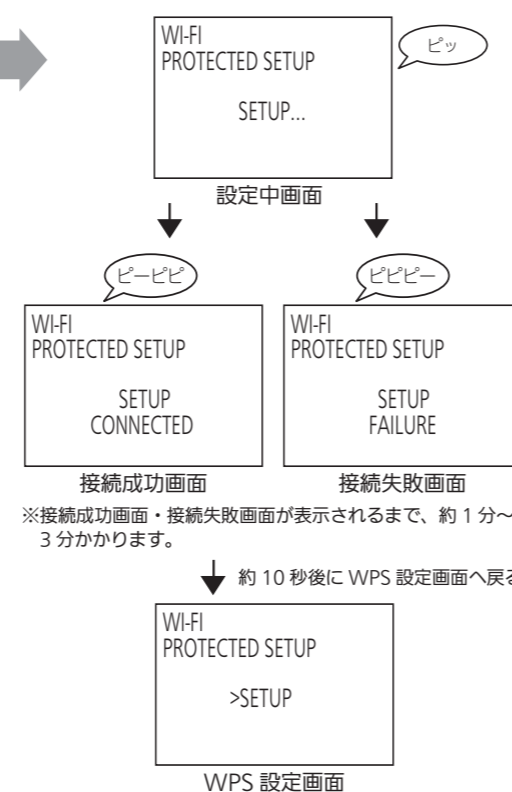 WI-FI
PROTECTED SETUP
SETUP...
ピッ
設定中画面
ピーピピ
WI-FI
PROTECTED SETUP
SETUP
CONNECTED
接続成功画面
ピピピー
WI-FI
PROTECTED SETUP
SETUP
FAILURE
接続失敗画面
※接続成功画面・接続失敗画面が表示されるまで、約 1 分～
3 分かかります。
約 10 秒後に WPS 設定画面へ戻る
WI-FI
PROTECTED SETUP
>SETUP
WPS 設定画面